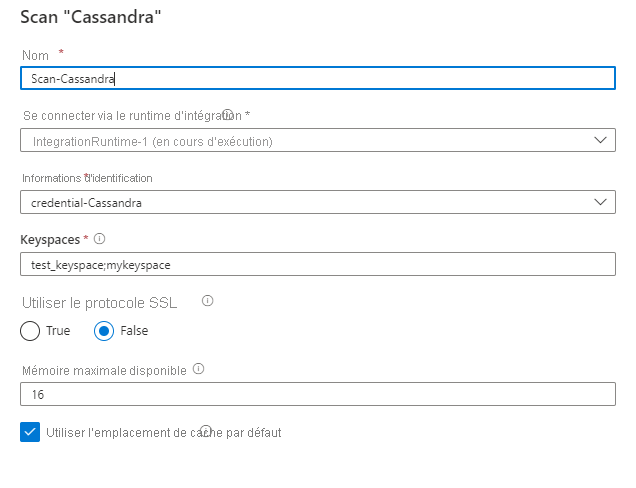 Scan "Cassandra"
Nom *
Scan-Cassandra
Se connecter via le runtime d'intégration *
IntegrationRuntime-1 (en cours d'exécution)
Informations d'identification *
credential-Cassandra
Keyspaces *
test_keyspace;mykeyspace
Utiliser le protocole SSL
True False
Mémoire maximale disponible
16
Utiliser l'emplacement de cache par défaut